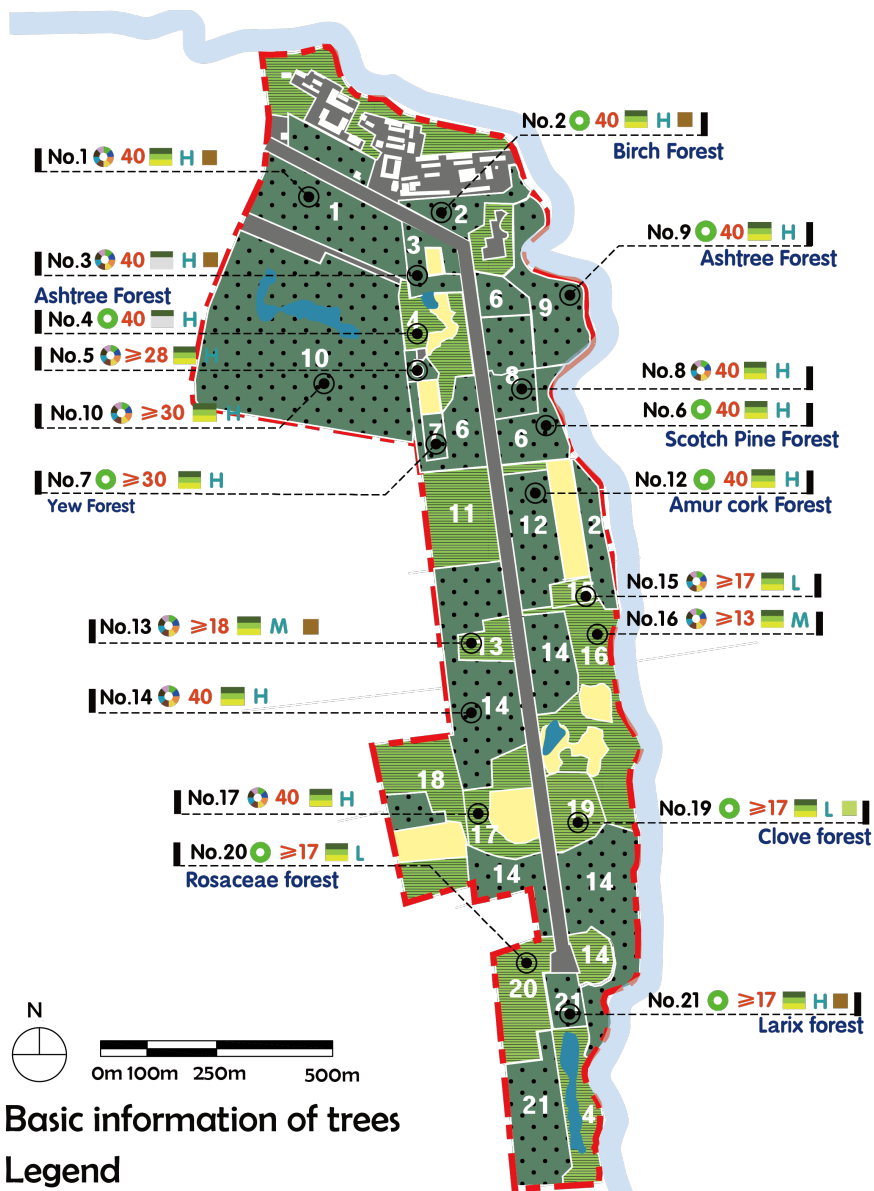 No.2 40 H
Birch Forest
No.1 40 H
1
2
No.9 40 H
Ashtree Forest
3
No.3 40 H
Ashtree Forest
6
9
No.4 40 H
4
No.5 ≥28 H
10
8
No.8 40 H
No.10 ≥30 H
No.6 40 H
Scotch Pine Forest
7
6
6
No.7 ≥30 H
Yew Forest
No.12 40 H
Amur cork Forest
11
12
2
No.15 ≥17 L
15
No.13 ≥18 M
No.16 ≥13 M
13
14
16
No.14 40 H
14
18
No.17 40 H
17
19
No.19 ≥17 L
Clove forest
No.20 ≥17 L
Rosaceae forest
14
14
14
20
21
No.21 ≥17 H
Larix forest
N
0m 100m 250m 500m
21
4
Basic information of trees
Legend